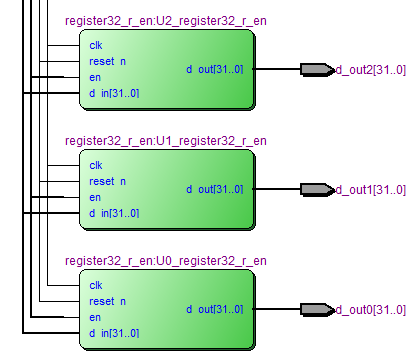 register32_r_en:U2_register32_r_en
clk
reset_n
en
d_in[31..0]
d_out[31..0]
d_out2[31..0]
register32_r_en:U1_register32_r_en
clk
reset_n
en
d_in[31..0]
d_out[31..0]
d_out1[31..0]
register32_r_en:U0_register32_r_en
clk
reset_n
en
d_in[31..0]
d_out[31..0]
d_out0[31..0]